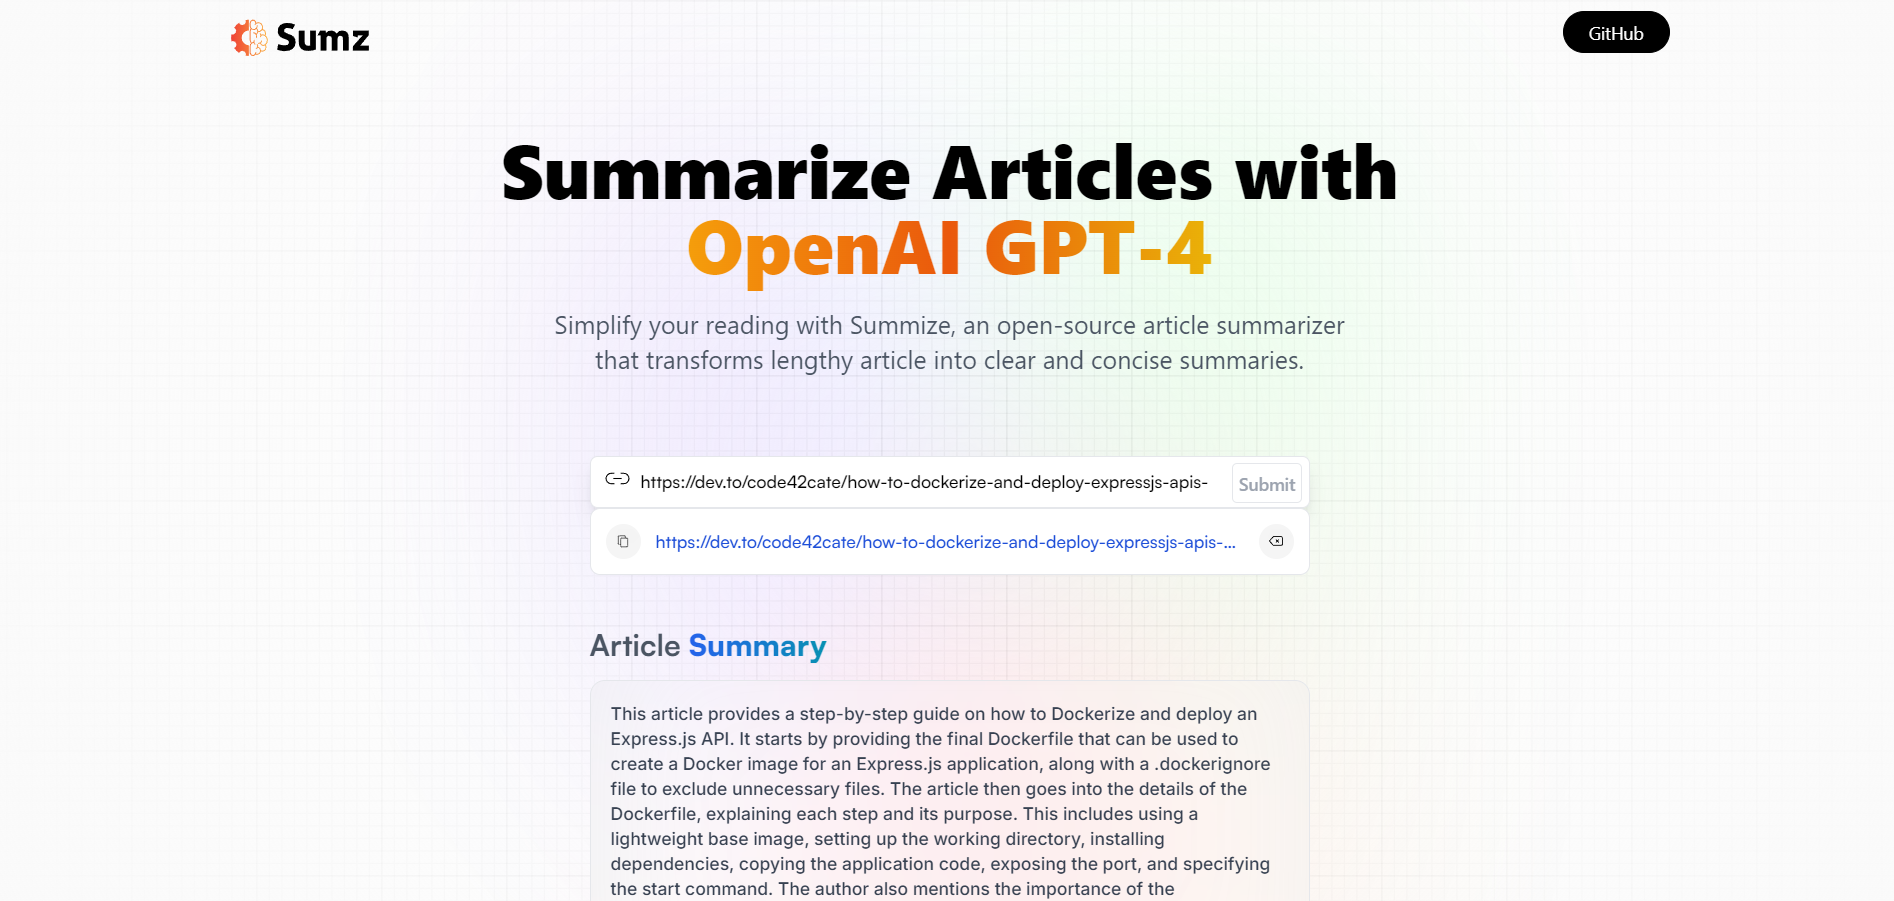 Sumz
GitHub
Summarize Articles with
OpenAI GPT-4
Simplify your reading with Summize, an open-source article summarizer
that transforms lengthy article into clear and concise summaries.
https://dev.to/code42cate/how-to-dockerize-and-deploy-expressjs-apis-
Submit
https://dev.to/code42cate/how-to-dockerize-and-deploy-expressjs-apis-...
Article Summary
This article provides a step-by-step guide on how to Dockerize and deploy an
Express.js API. It starts by providing the final Dockerfile that can be used to
create a Docker image for an Express.js application, along with a .dockerignore
file to exclude unnecessary files. The article then goes into the details of the
Dockerfile, explaining each step and its purpose. This includes using a
lightweight base image, setting up the working directory, installing
dependencies, copying the application code, exposing the port, and specifying
the start command. The author also mentions the importance of the